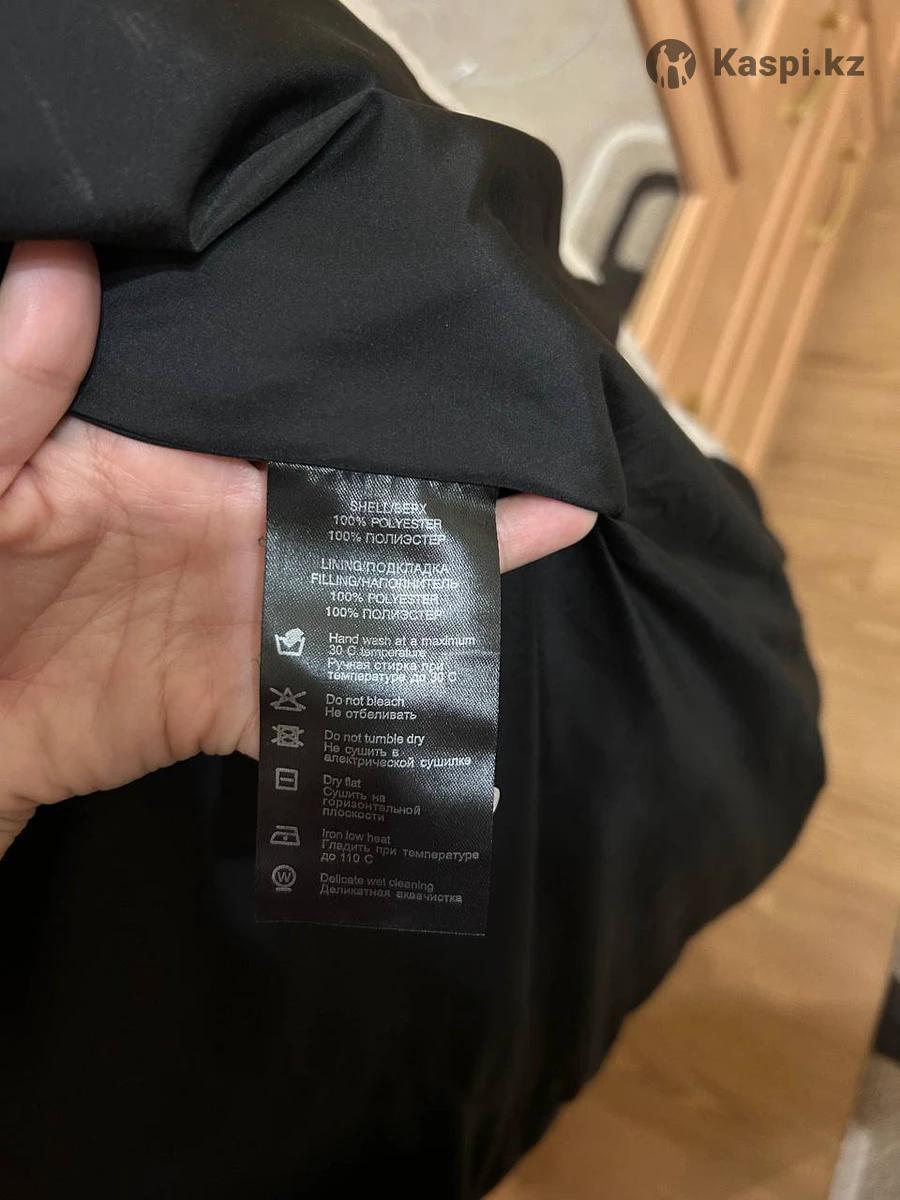 Kaspi.kz
SHELL/ВЕРХ
100% POLYESTER
100% ПОЛИЭСТЕР
LINING/ПОДКЛАДКА
FILLING/НАПОЛНИТЕЛЬ
100% POLYESTER
100% ПОЛИЭСТЕР
Hand wash at a maximum
30 C temperature
Ручная стирка при
температуре до 30 С
Do not bleach
Не отбеливать
Do not tumble dry
Не сушить в
электрической сушилке
Dry flat
Сушить на
горизонтальной
плоскости
Iron low heat
Гладить при температуре
до 110 С
W
Delicate wet cleaning
Деликатная аквачистка